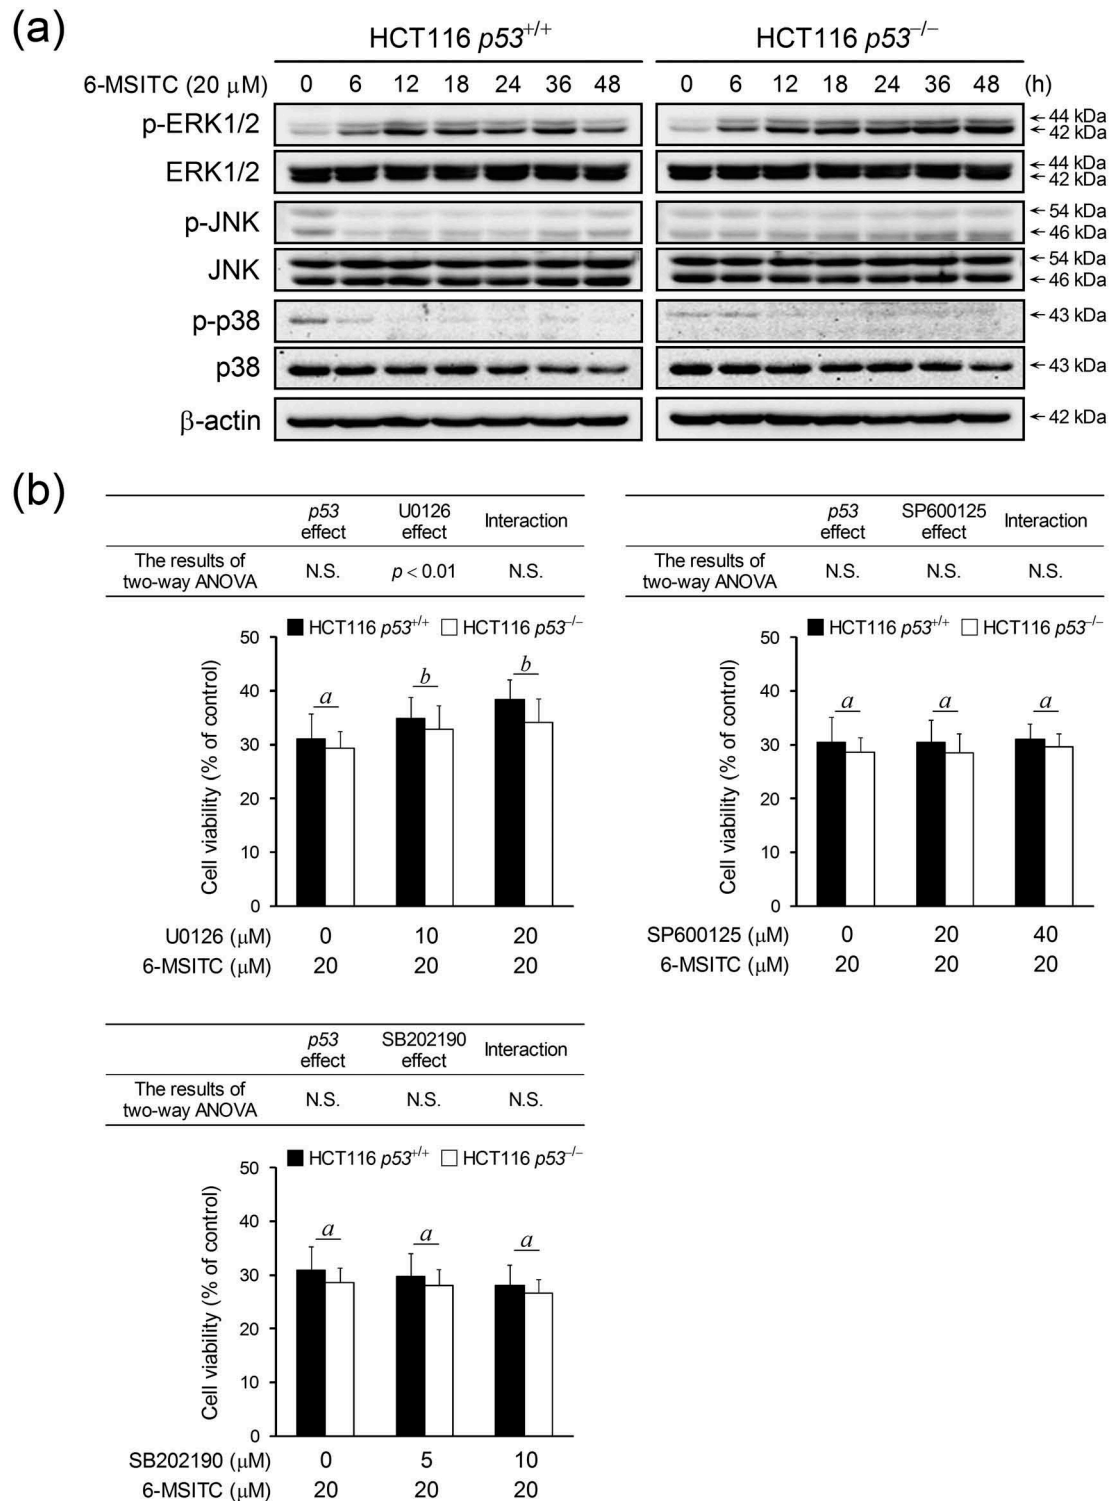 (a)
HCT116 p53+/+ HCT116 p53−/−
6-MSITC (20 μM) 0 6 12 18 24 36 48 0 6 12 18 24 36 48 (h)
p-ERK1/2 ←44 kDa
←42 kDa
ERK1/2 ←44 kDa
←42 kDa
p-JNK ←54 kDa
←46 kDa
JNK ←54 kDa
←46 kDa
p-p38 ←43 kDa
p38 ←43 kDa
β-actin ←42 kDa
(b)
p53 effect U0126 effect Interaction
The results of two-way ANOVA N.S. p < 0.01 N.S.
HCT116 p53+/+ HCT116 p53−/−
Cell viability (% of control)
50
40
30
20
10
0
a b b
U0126 (μM) 0 10 20
6-MSITC (μM) 20 20 20
p53 effect SP600125 effect Interaction
The results of two-way ANOVA N.S. N.S. N.S.
HCT116 p53+/+ HCT116 p53−/−
Cell viability (% of control)
50
40
30
20
10
0
a a a
SP600125 (μM) 0 20 40
6-MSITC (μM) 20 20 20
p53 effect SB202190 effect Interaction
The results of two-way ANOVA N.S. N.S. N.S.
HCT116 p53+/+ HCT116 p53−/−
Cell viability (% of control)
50
40
30
20
10
0
a a a
SB202190 (μM) 0 5 10
6-MSITC (μM) 20 20 20